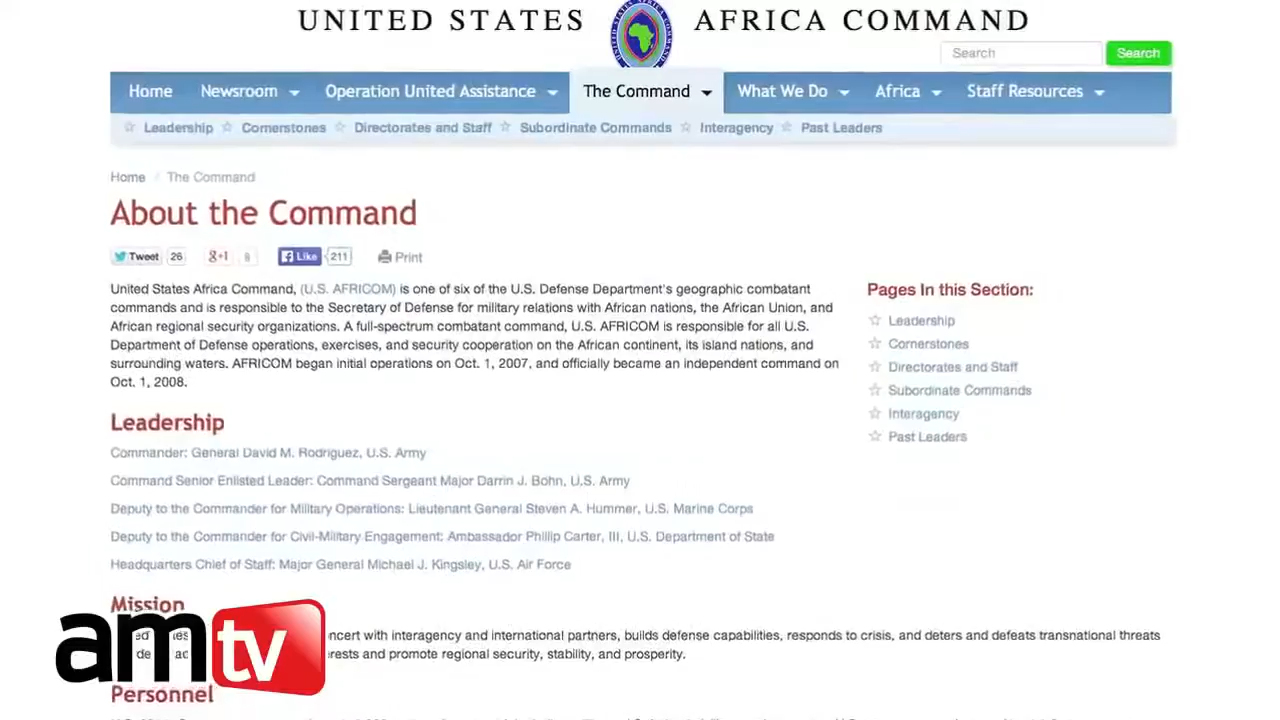 UNITED STATES AFRICA COMMAND
Search Search
Home Newsroom Operation United Assistance The Command What We Do Africa Staff Resources
Leadership Cornerstones Directorates and Staff Subordinate Commands Interagency Past Leaders
Home / The Command
About the Command
Tweet 26 g+1 8 Like 211 Print
United States Africa Command, (U.S. AFRICOM) is one of six of the U.S. Defense Department's geographic combatant
commands and is responsible to the Secretary of Defense for military relations with African nations, the African Union, and
African regional security organizations. A full-spectrum combatant command, U.S. AFRICOM is responsible for all U.S.
Department of Defense operations, exercises, and security cooperation on the African continent, its island nations, and
surrounding waters. AFRICOM began initial operations on Oct. 1, 2007, and officially became an independent command on
Oct. 1, 2008.
Pages In this Section:
Leadership
Cornerstones
Directorates and Staff
Subordinate Commands
Interagency
Past Leaders
Leadership
Commander: General David M. Rodriguez, U.S. Army
Command Senior Enlisted Leader: Command Sergeant Major Darrin J. Bohn, U.S. Army
Deputy to the Commander for Military Operations: Lieutenant General Steven A. Hummer, U.S. Marine Corps
Deputy to the Commander for Civil-Military Engagement: Ambassador Phillip Carter, III, U.S. Department of State
Headquarters Chief of Staff: Major General Michael J. Kingsley, U.S. Air Force
Mission
with interagency and international partners, builds defense capabilities, responds to crisis, and deters and defeats transnational threats
and promote regional security, stability, and prosperity.
amtv
Personnel